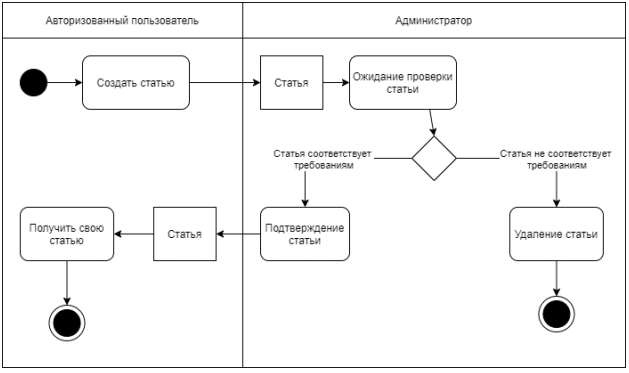 Авторизованный пользователь
Администратор
Создать статью
Статья
Ожидание проверки
статьи
Статья соответствует
требованиям
Статья не соответствует
требованиям
Получить свою
статью
Статья
Подтверждение
статьи
Удаление статьи